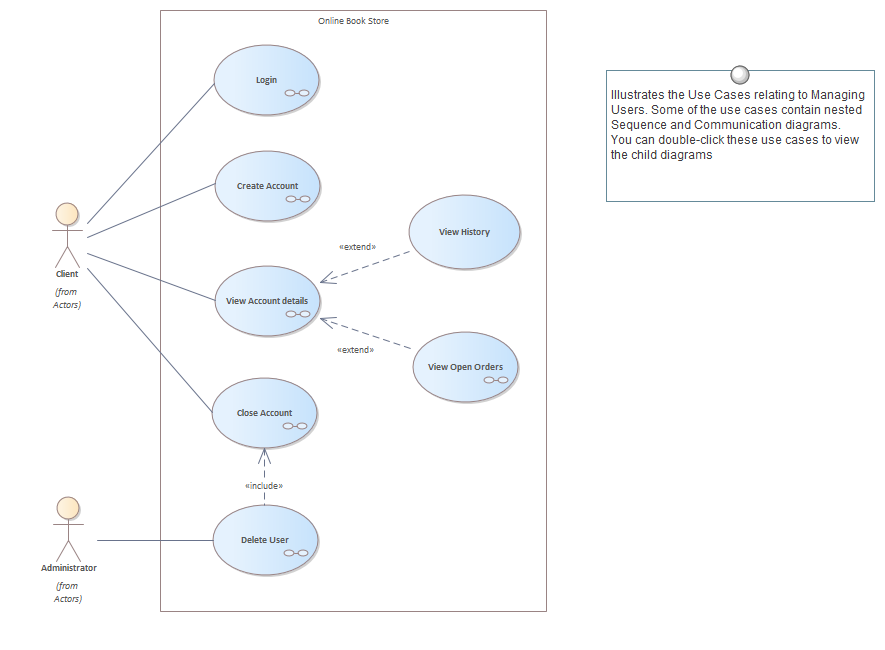 Online Book Store
Login
Illustrates the Use Cases relating to Managing
Users. Some of the use cases contain nested
Sequence and Communication diagrams.
You can double-click these use cases to view
the child diagrams
Create Account
View History
«extend»
Client
(from
Actors)
View Account details
«extend»
View Open Orders
Close Account
«include»
Delete User
Administrator
(from
Actors)